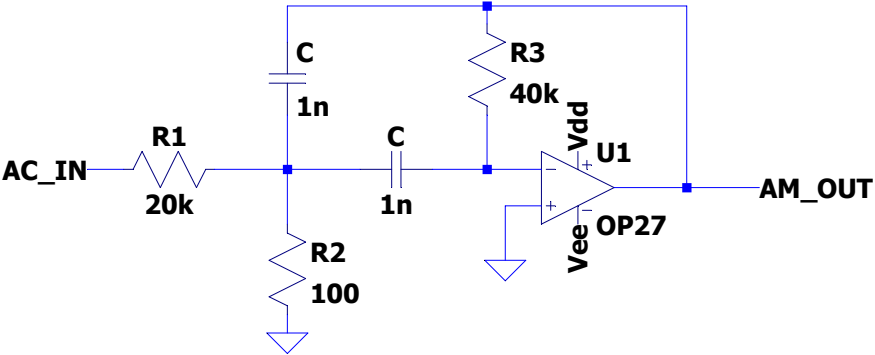 C
1n
R3
40k
AC_IN
R1
20k
C
1n
Vdd
U1
+
−
+
−
AM_OUT
OP27
Vee
R2
100